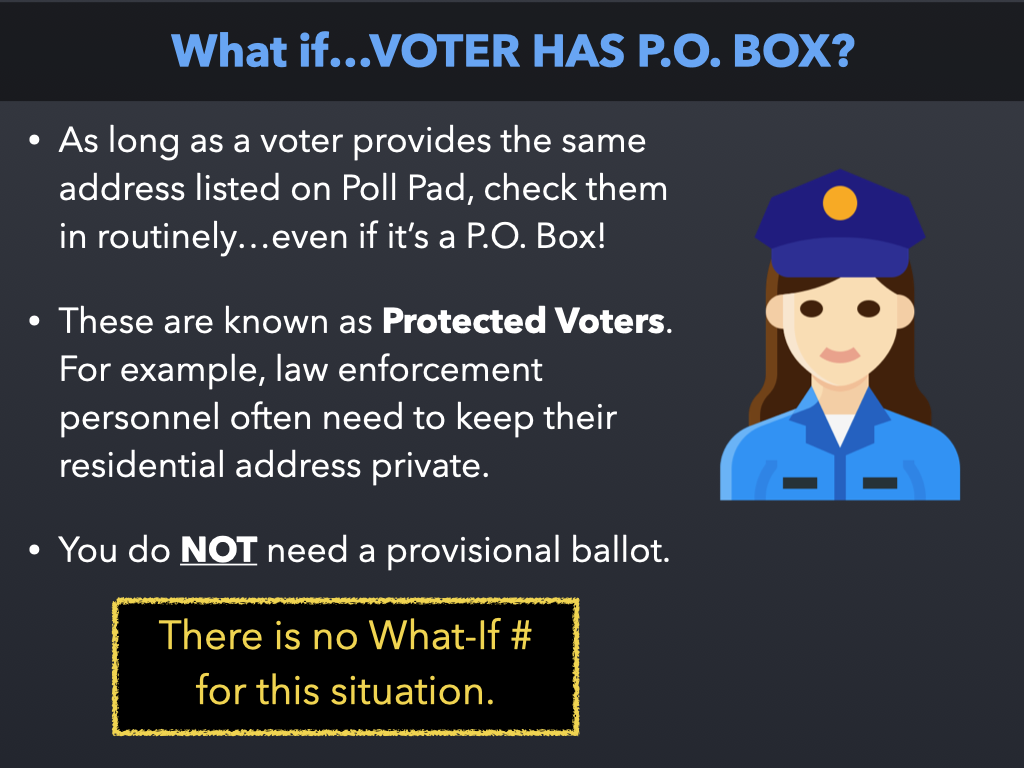 What if...VOTER HAS P.O. BOX?
• As long as a voter provides the same
address listed on Poll Pad, check them
in routinely…even if it’s a P.O. Box!
• These are known as Protected Voters.
For example, law enforcement
personnel often need to keep their
residential address private.
• You do NOT need a provisional ballot.
There is no What-If #
for this situation.